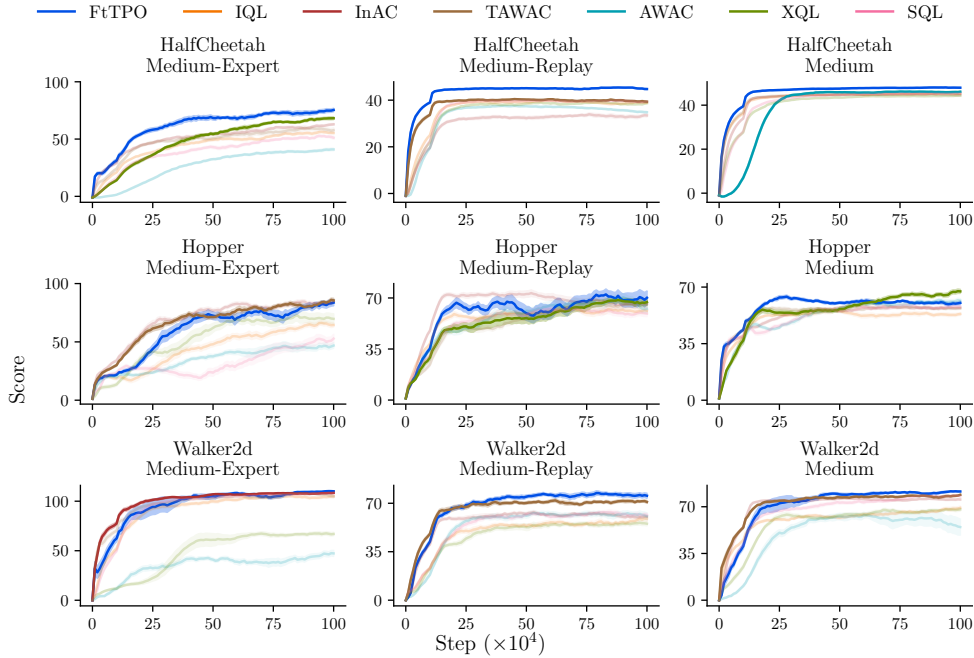 FtTPO IQL InAC TAWAC AWAC XQL SQL
HalfCheetah
Medium-Expert
HalfCheetah
Medium-Replay
HalfCheetah
Medium
100
50
0
0 25 50 75 100
40
20
0
0 25 50 75 100
40
20
0
0 25 50 75 100
Hopper
Medium-Expert
Hopper
Medium-Replay
Hopper
Medium
Score
100
50
0
0 25 50 75 100
70
35
0
0 25 50 75 100
70
35
0
0 25 50 75 100
Walker2d
Medium-Expert
Walker2d
Medium-Replay
Walker2d
Medium
100
50
0
0 25 50 75 100
70
35
0
0 25 50 75 100
70
35
0
0 25 50 75 100
Step (×10⁴)